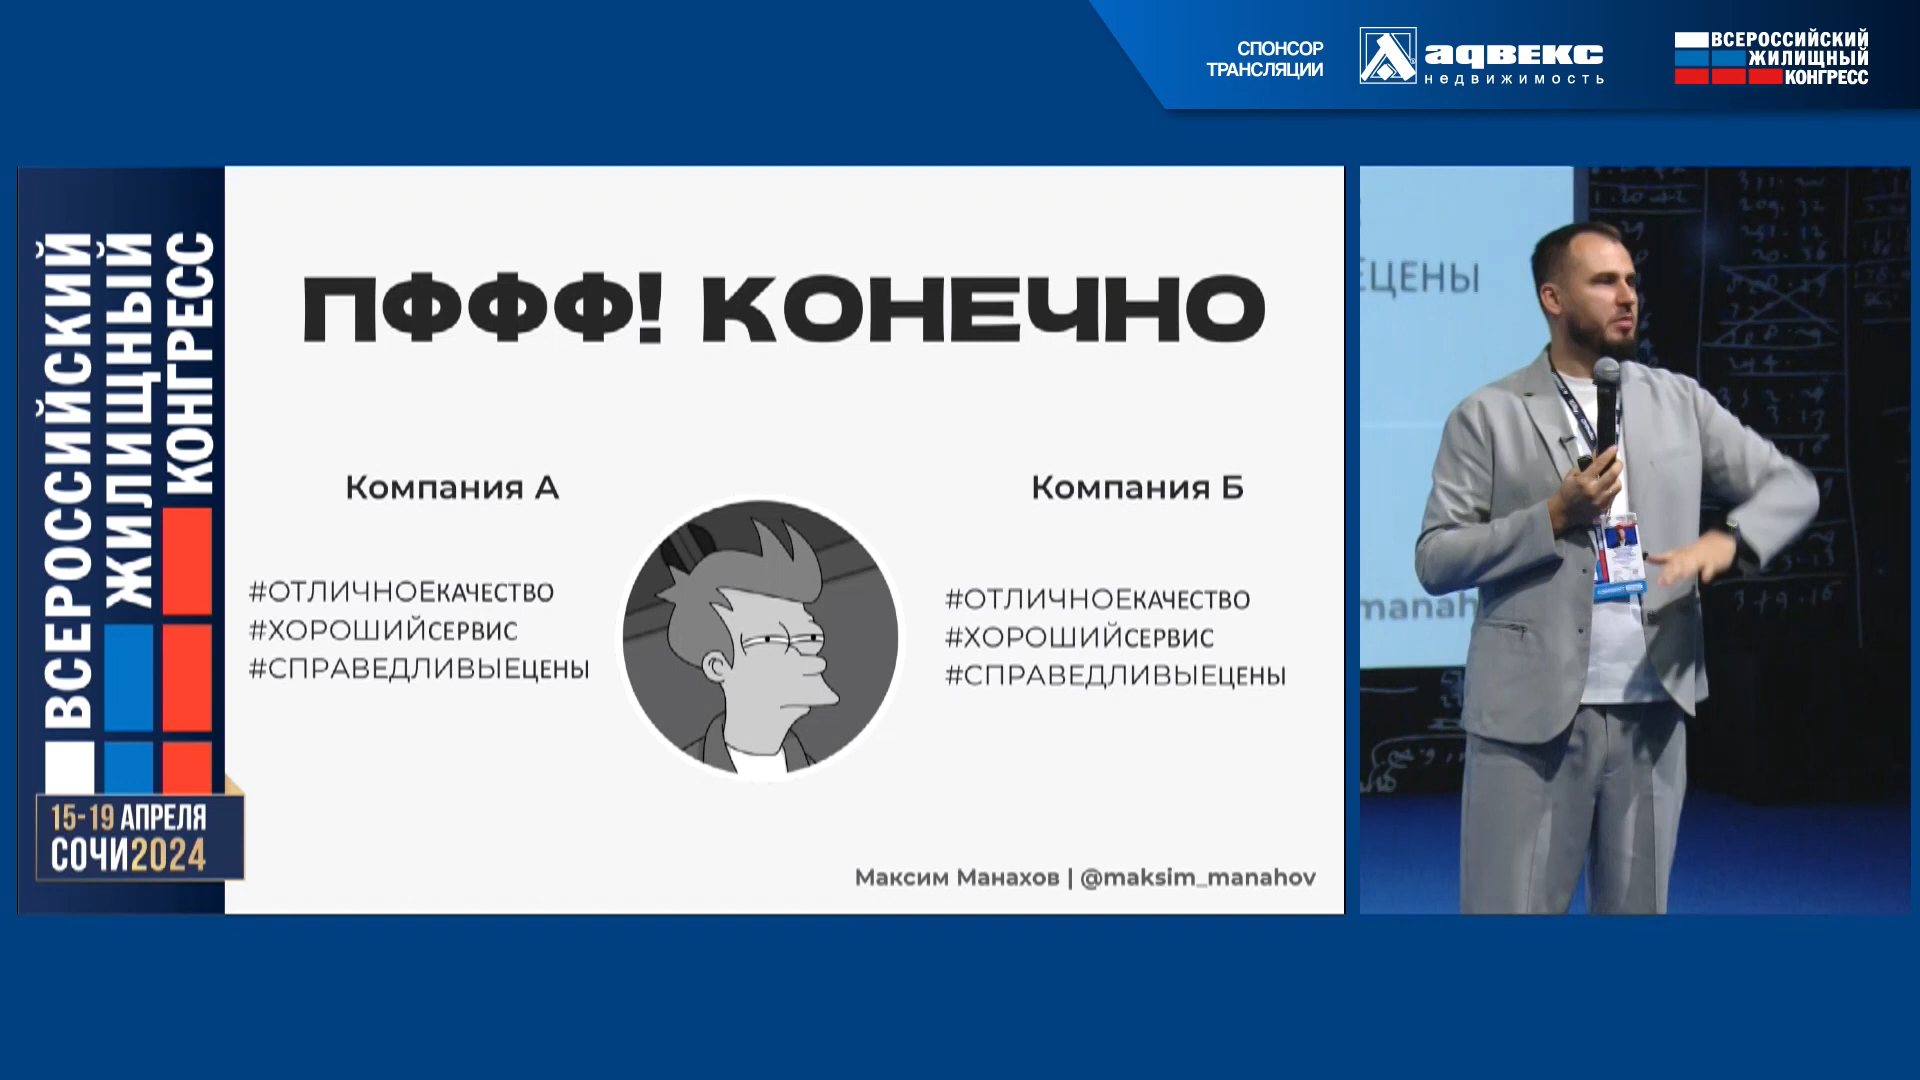 СПОНСОР
ТРАНСЛЯЦИИ
адвекс
недвижимость
ВСЕРОССИЙСКИЙ
ЖИЛИЩНЫЙ
КОНГРЕСС
ВСЕРОССИЙСКИЙ
ЖИЛИЩНЫЙ
КОНГРЕСС
15-19 АПРЕЛЯ
СОЧИ2024
ПФФФ! КОНЕЧНО
Компания А
#ОТЛИЧНОЕКАЧЕСТВО
#ХОРОШИЙСЕРВИС
#СПРАВЕДЛИВЫЕЦЕНЫ
Компания Б
#ОТЛИЧНОЕКАЧЕСТВО
#ХОРОШИЙСЕРВИС
#СПРАВЕДЛИВЫЕЦЕНЫ
Максим Манахов | @maksim_manahov
ЕЦЕНЫ
manah